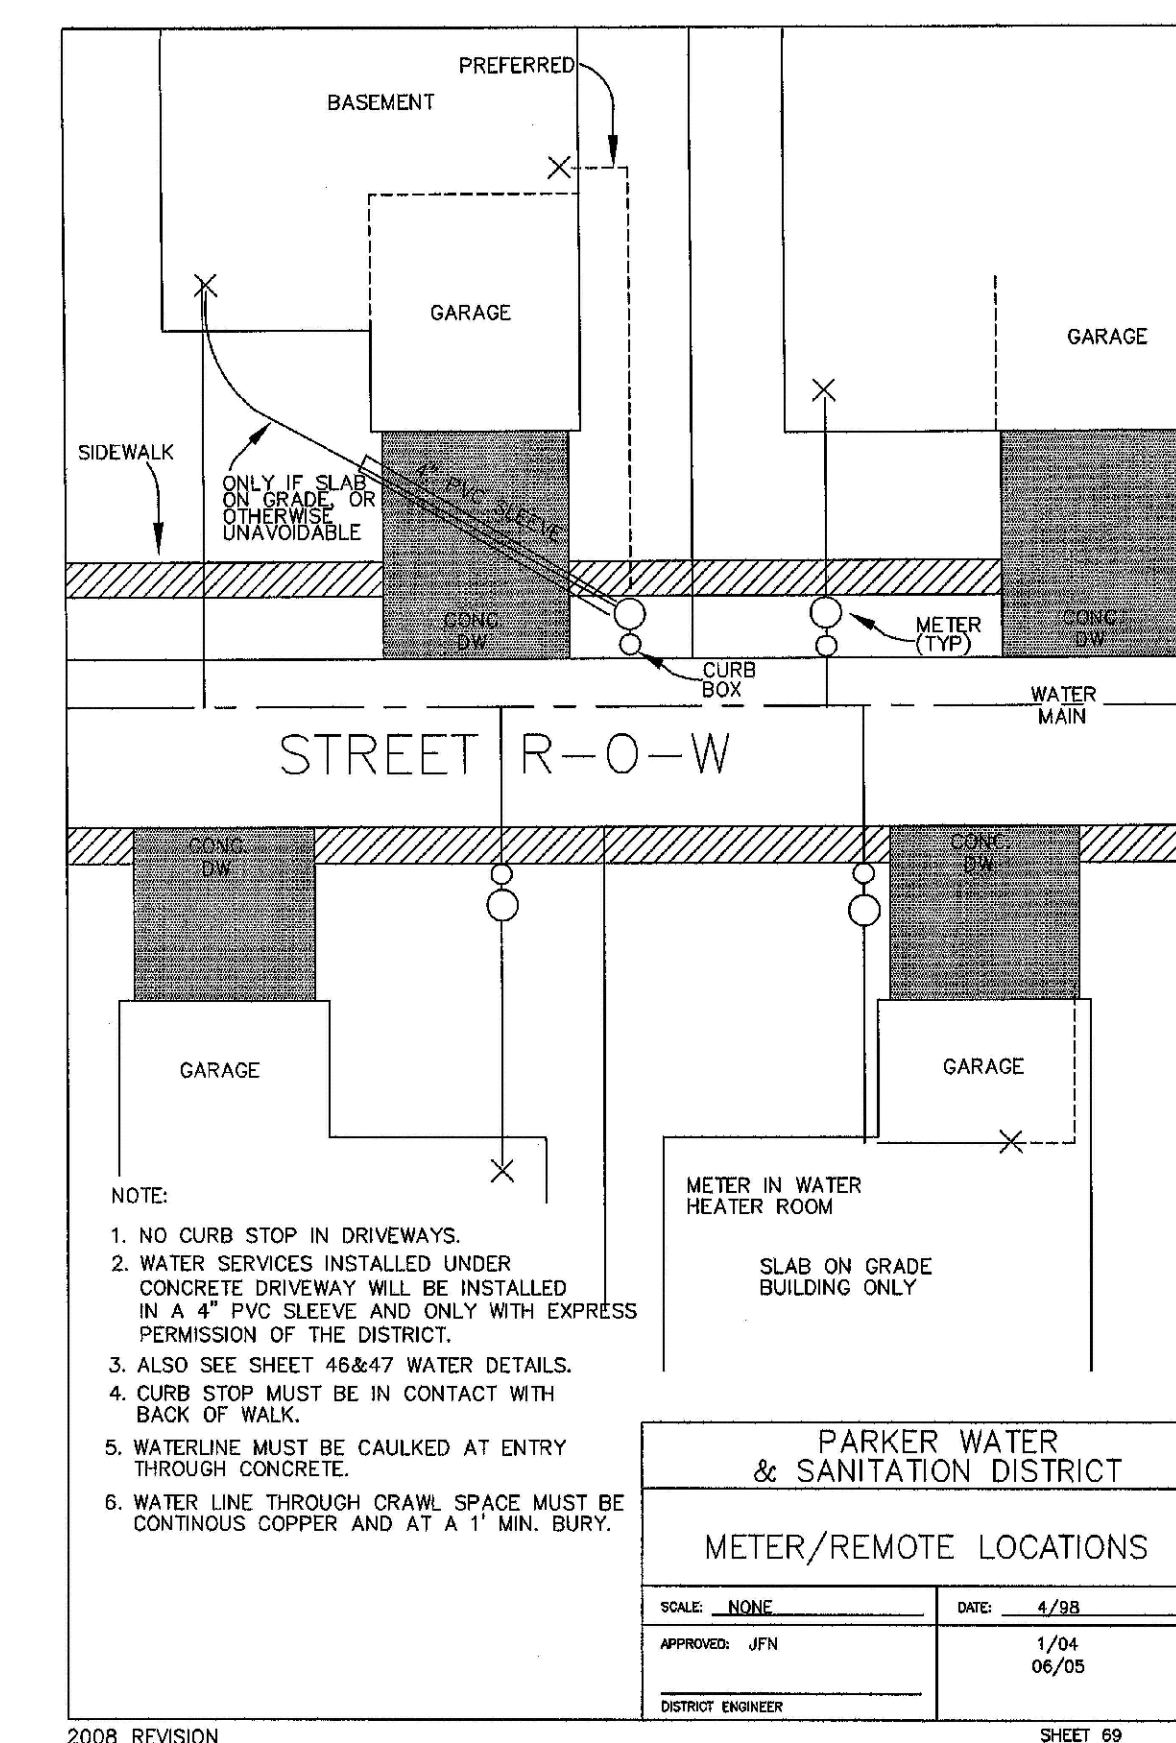 PREFERRED
BASEMENT
GARAGE
GARAGE
SIDEWALK
ONLY IF SLAB
ON GRADE, OR
OTHERWISE
UNAVOIDABLE
4" PVC SLEEVE
CONC.
DW
METER
(TYP)
CONC.
DW
CURB
BOX
WATER
MAIN
STREET R-O-W
CONC.
DW
CONC.
DW
GARAGE
GARAGE
METER IN WATER
HEATER ROOM
SLAB ON GRADE
BUILDING ONLY
NOTE:
1. NO CURB STOP IN DRIVEWAYS.
2. WATER SERVICES INSTALLED UNDER
CONCRETE DRIVEWAY WILL BE INSTALLED
IN A 4" PVC SLEEVE AND ONLY WITH EXPRESS
PERMISSION OF THE DISTRICT.
3. ALSO SEE SHEET 46&47 WATER DETAILS.
4. CURB STOP MUST BE IN CONTACT WITH
BACK OF WALK.
5. WATERLINE MUST BE CAULKED AT ENTRY
THROUGH CONCRETE.
6. WATER LINE THROUGH CRAWL SPACE MUST BE
CONTINOUS COPPER AND AT A 1' MIN. BURY.
PARKER WATER
& SANITATION DISTRICT
METER/REMOTE LOCATIONS
SCALE: NONE
DATE: 4/98
APPROVED: JFN
1/04
06/05
DISTRICT ENGINEER
2008 REVISION
SHEET 69